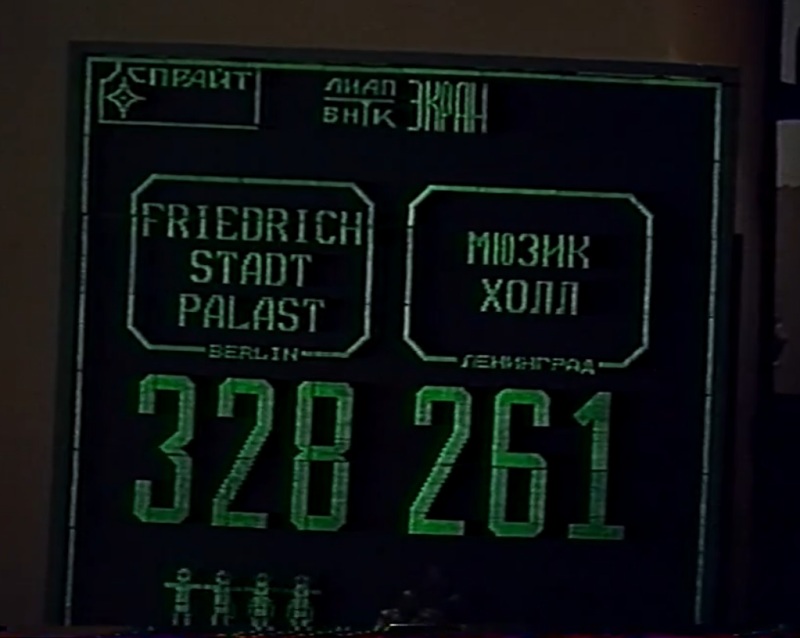 СПРАЙТ
ЛИАП
БНТК
ЭКРАН
FRIEDRICH
STADT
PALAST
BERLIN
МЮЗИК
ХОЛЛ
ЛЕНИНГРАД
328
261